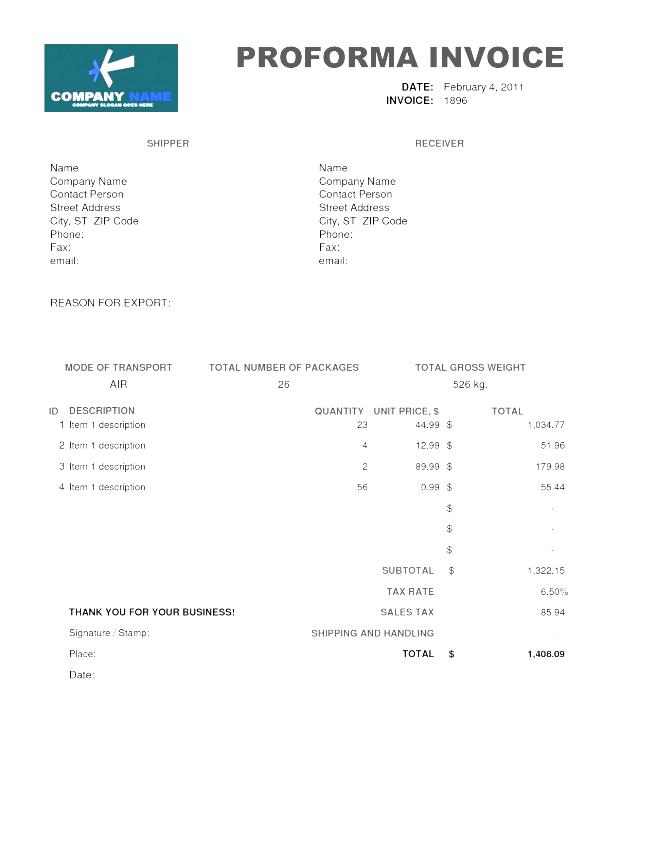 COMPANY NAME
COMPANY SLOGAN GOES HERE
PROFORMA INVOICE
DATE: February 4, 2011
INVOICE: 1896
SHIPPER RECEIVER
Name Name
Company Name Company Name
Contact Person Contact Person
Street Address Street Address
City, ST ZIP Code City, ST ZIP Code
Phone: Phone:
Fax: Fax:
email: email:
REASON FOR EXPORT:
MODE OF TRANSPORT TOTAL NUMBER OF PACKAGES TOTAL GROSS WEIGHT
AIR 26 526 kg.
ID DESCRIPTION QUANTITY UNIT PRICE, $ TOTAL
1 Item 1 description 23 44.99 $ 1,034.77
2 Item 1 description 4 12.99 $ 51.96
3 Item 1 description 2 89.99 $ 179.98
4 Item 1 description 56 0.99 $ 55.44
$ -
$ -
$ -
SUBTOTAL $ 1,322.15
TAX RATE 6.50%
THANK YOU FOR YOUR BUSINESS! SALES TAX 85.94
Signature / Stamp: SHIPPING AND HANDLING -
Place: TOTAL $ 1,408.09
Date: